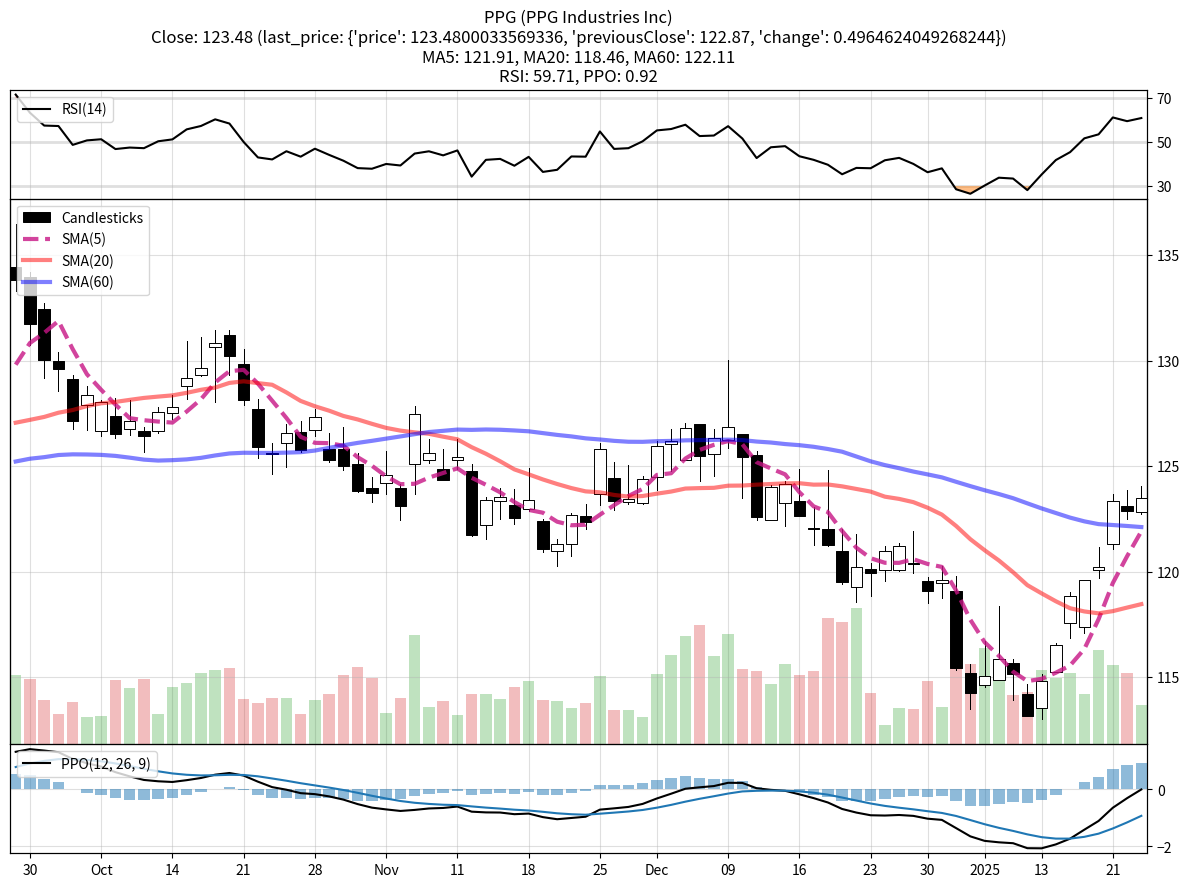 PPG (PPG Industries Inc)
Close: 123.48 (last_price: {'price': 123.4800033569336, 'previousClose': 122.87, 'change': 0.4964624049268244})
MA5: 121.91, MA20: 118.46, MA60: 122.11
RSI: 59.71, PPO: 0.92
RSI(14)
70
50
30
Candlesticks
SMA(5)
SMA(20)
SMA(60)
135
130
125
120
115
PPO(12, 26, 9)
0
−2
30 Oct 14 21 28 Nov 11 18 25 Dec 09 16 23 30 2025 13 21